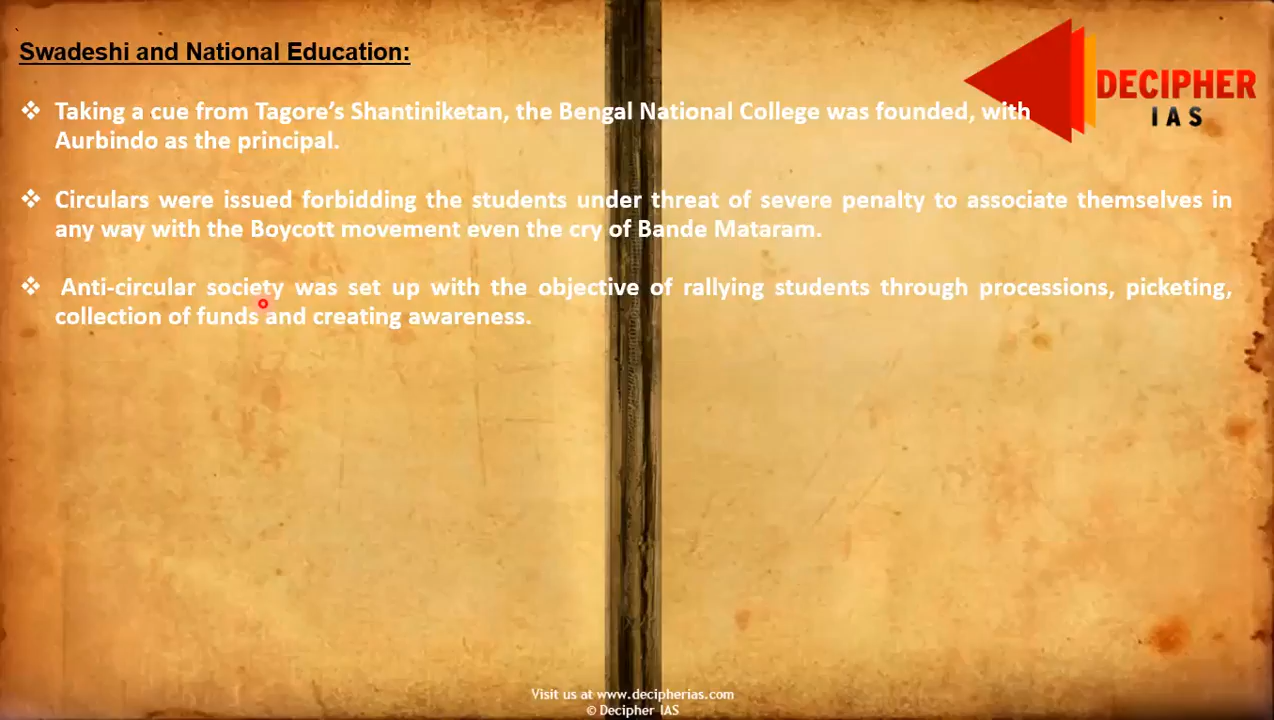 Swadeshi and National Education:
DECIPHER
IAS
❖ Taking a cue from Tagore’s Shantiniketan, the Bengal National College was founded, with
Aurbindo as the principal.
❖ Circulars were issued forbidding the students under threat of severe penalty to associate themselves in
any way with the Boycott movement even the cry of Bande Mataram.
❖ Anti-circular society was set up with the objective of rallying students through processions, picketing,
collection of funds and creating awareness.
Visit us at www.decipherias.com
© Decipher IAS